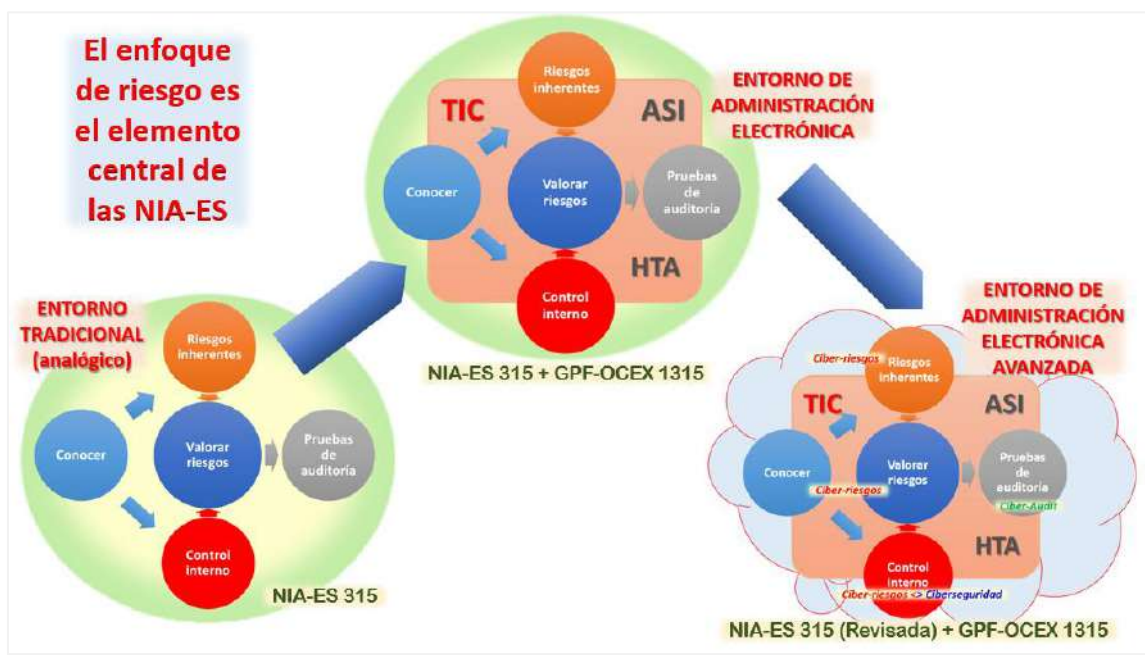 El enfoque
de riesgo es
el elemento
central de
las NIA-ES
ENTORNO
TRADICIONAL
(analógico)
Riesgos
inherentes
Conocer
Valorar
riesgos
Pruebas
de
auditoría
Control
interno
NIA-ES 315
ENTORNO DE
ADMINISTRACIÓN
ELECTRÓNICA
Riesgos
inherentes
TIC
ASI
Conocer
Valorar
riesgos
Pruebas
de
auditoría
HTA
Control
interno
NIA-ES 315 + GPF-OCEX 1315
ENTORNO DE
ADMINISTRACIÓN
ELECTRÓNICA
AVANZADA
Ciber-riesgos
Riesgos
inherentes
TIC
ASI
Conocer
Valorar
riesgos
Ciber-riesgos
Pruebas
de
auditoría
Ciber-Audit
HTA
Control
interno
Ciber-riesgos <> Ciberseguridad
NIA-ES 315 (Revisada) + GPF-OCEX 1315